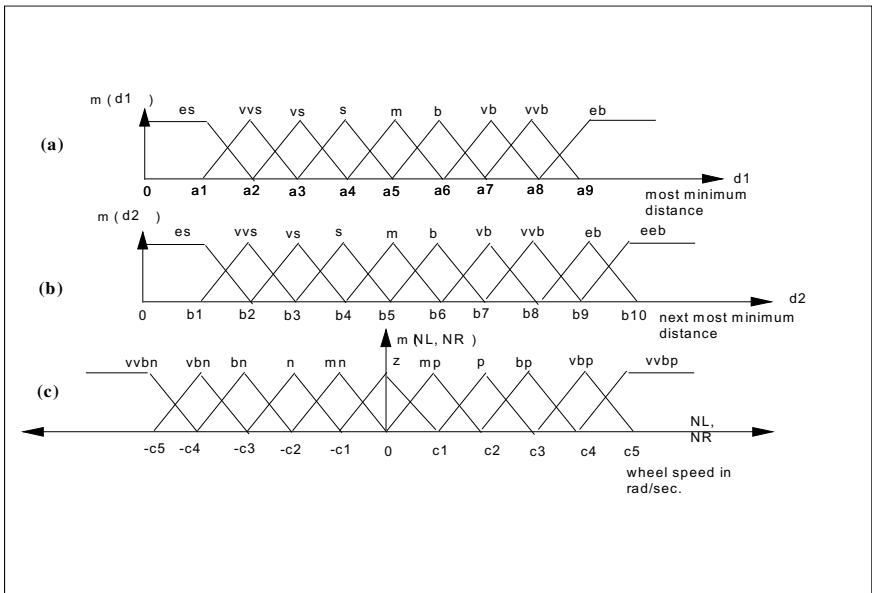 m ( d1 )
es vvs vs s m b vb vvb eb
(a)
0 a1 a2 a3 a4 a5 a6 a7 a8 a9 d1
most minimum
distance
m ( d2 )
es vvs vs s m b vb vvb eb eeb
(b)
0 b1 b2 b3 b4 b5 b6 b7 b8 b9 b10 d2
next most minimum
distance
m (NL, NR )
vvbn vbn bn n mn z mp p bp vbp vvbp
(c)
NL,
NR
-c5 -c4 -c3 -c2 -c1 0 c1 c2 c3 c4 c5
wheel speed in
rad/sec.